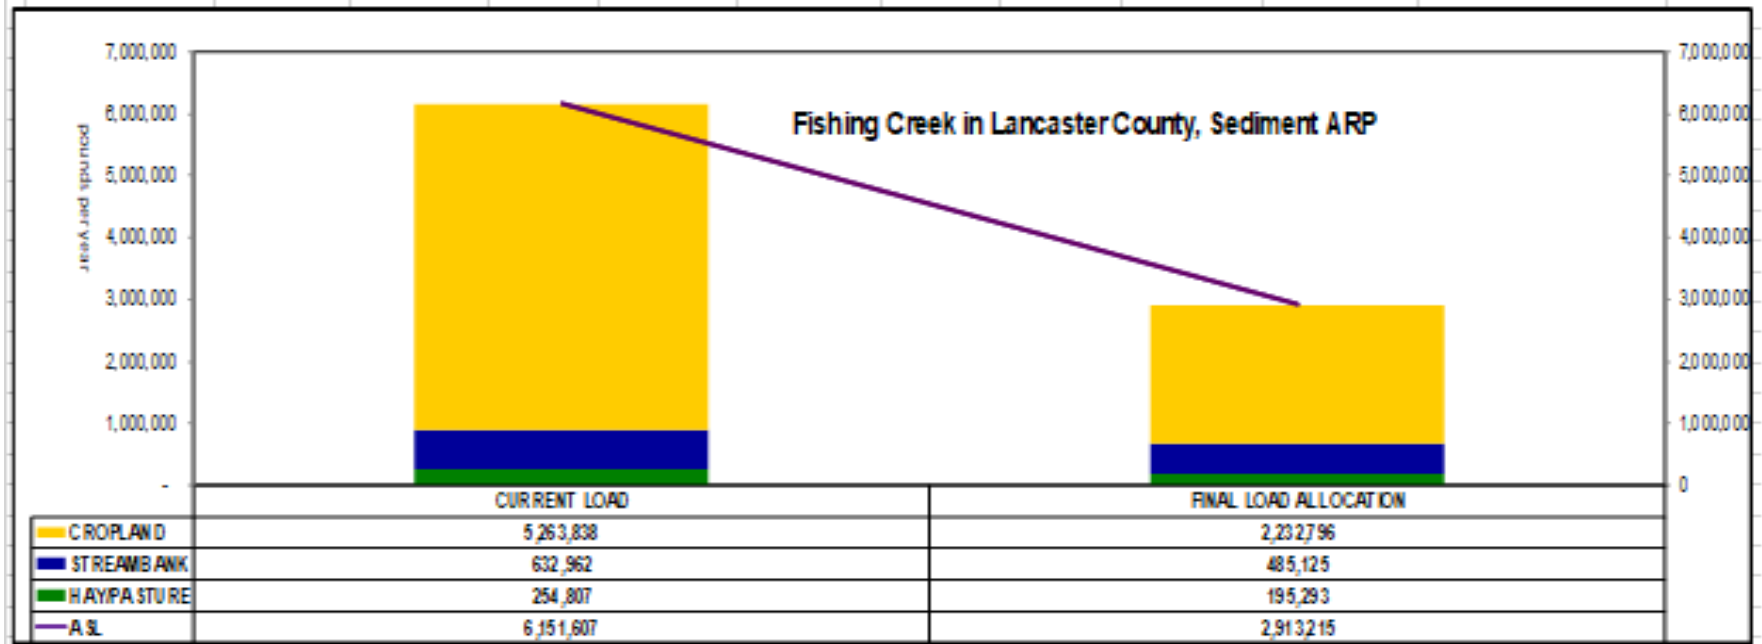 Fishing Creek in Lancaster County, Sediment ARP
pounds per year
7,000,000
6,000,000
5,000,000
4,000,000
3,000,000
2,000,000
1,000,000
-
7,000,000
6,000,000
5,000,000
4,000,000
3,000,000
2,000,000
1,000,000
0
CURRENT LOAD FINAL LOAD ALLOCATION
CROPLAND 5,263,838 2,232,796
STREAMBANK 632,962 485,125
HAY/PASTURE 254,807 195,293
ASL 6,151,607 2,913,215